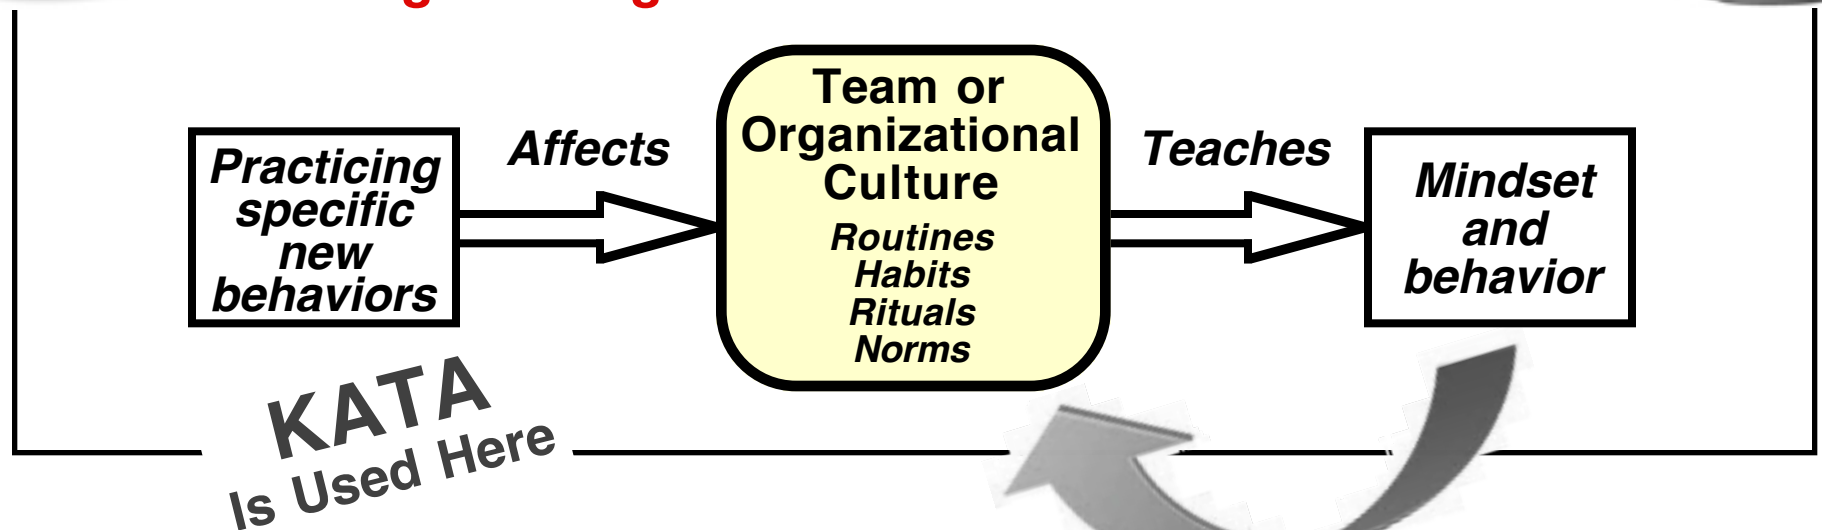 Team or
Organizational
Culture
Routines
Habits
Rituals
Norms
Practicing
specific
new
behaviors
Affects
Teaches
Mindset
and
behavior
KATA
Is Used Here